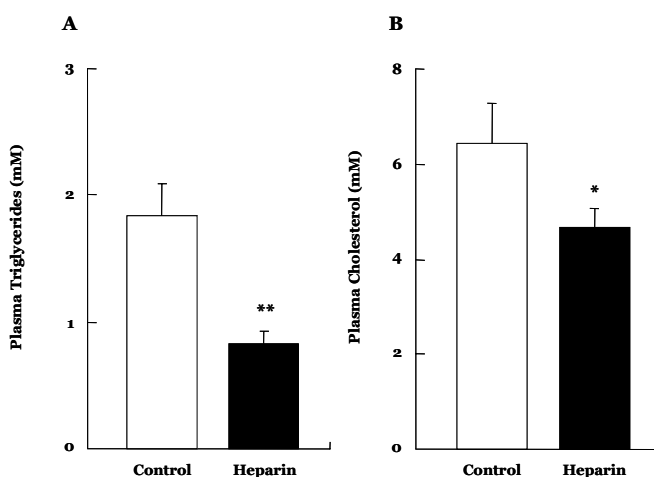 A
Plasma Triglycerides (mM)
3
2
1
0
**
Control
Heparin
B
Plasma Cholesterol (mM)
8
6
4
2
0
*
Control
Heparin